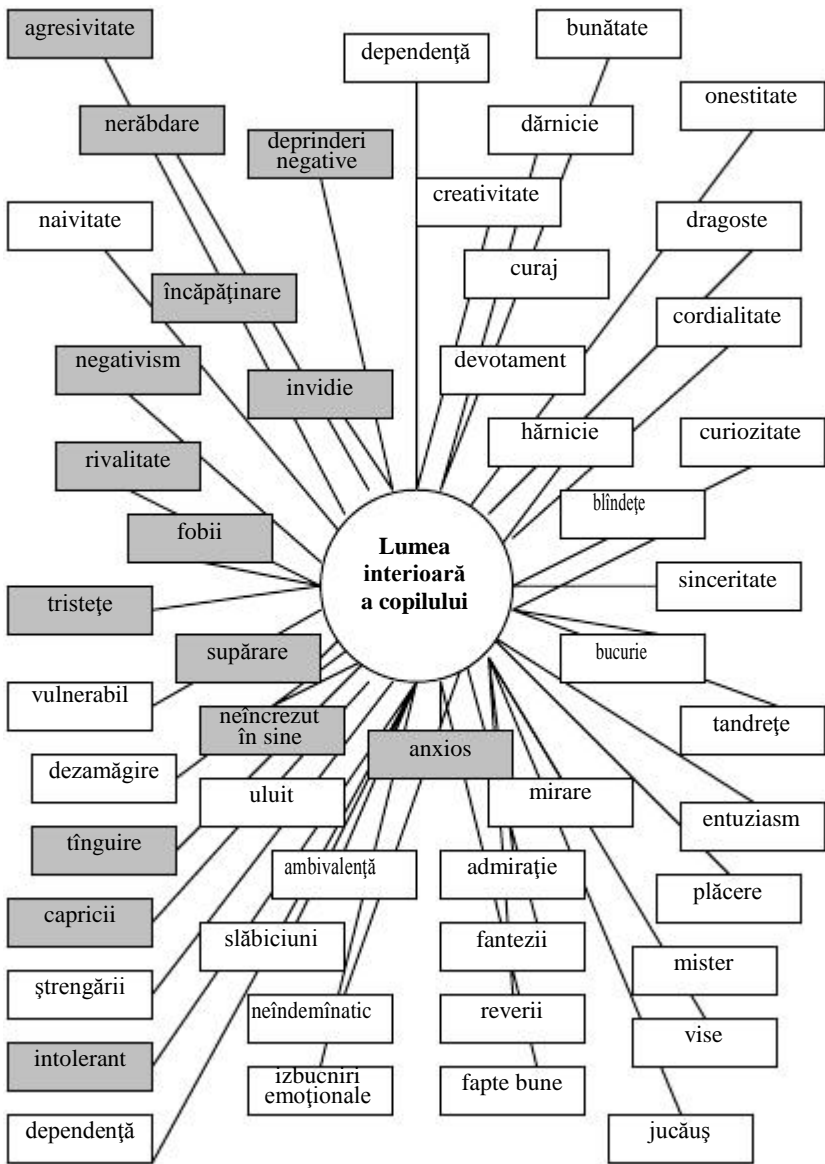 agresivitate
dependenţă
bunătate
nerăbdare
deprinderi
negative
dărnicie
onestitate
naivitate
creativitate
dragoste
încăpăţinare
curaj
cordialitate
negativism
invidie
devotament
rivalitate
hărnicie
curiozitate
fobii
blîndeţe
Lumea
interioară
a copilului
tristeţe
sinceritate
supărare
bucurie
vulnerabil
neîncrezut
în sine
anxios
tandreţe
dezamăgire
uluit
mirare
entuziasm
tînguire
ambivalenţă
admiraţie
plăcere
capricii
slăbiciuni
fantezii
mister
ştrengării
neîndemînatic
reverii
vise
intolerant
izbucniri
emoţionale
fapte bune
dependenţă
jucăuş